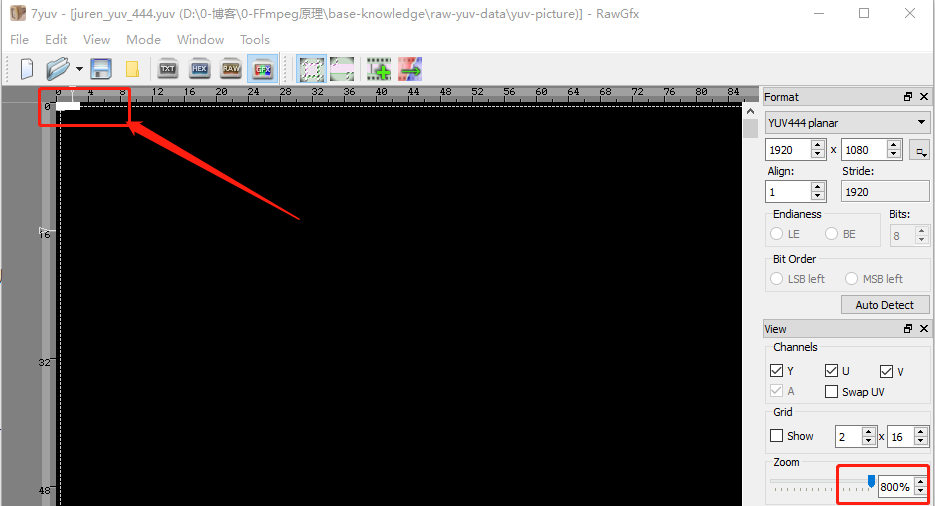 7yuv - [juren_yuv_444.yuv (D:\0-博客\0-FFmpeg原理\base-knowledge\raw-yuv-data\yuv-picture)] - RawGfx
File Edit View Mode Window Tools
TXT HEX RAW GFX
0 4 8 12 16 20 24 28 32 36 40 44 48 52 56 60 64 68 72 76 80 84
0
16
32
48
Format
YUV444 planar
1920 x 1080
Align: Stride:
1 1920
Endianess Bits:
LE BE 8
Bit Order
LSB left MSB left
Auto Detect
View
Channels
Y U V
A Swap UV
Grid
Show 2 x 16
Zoom
800%